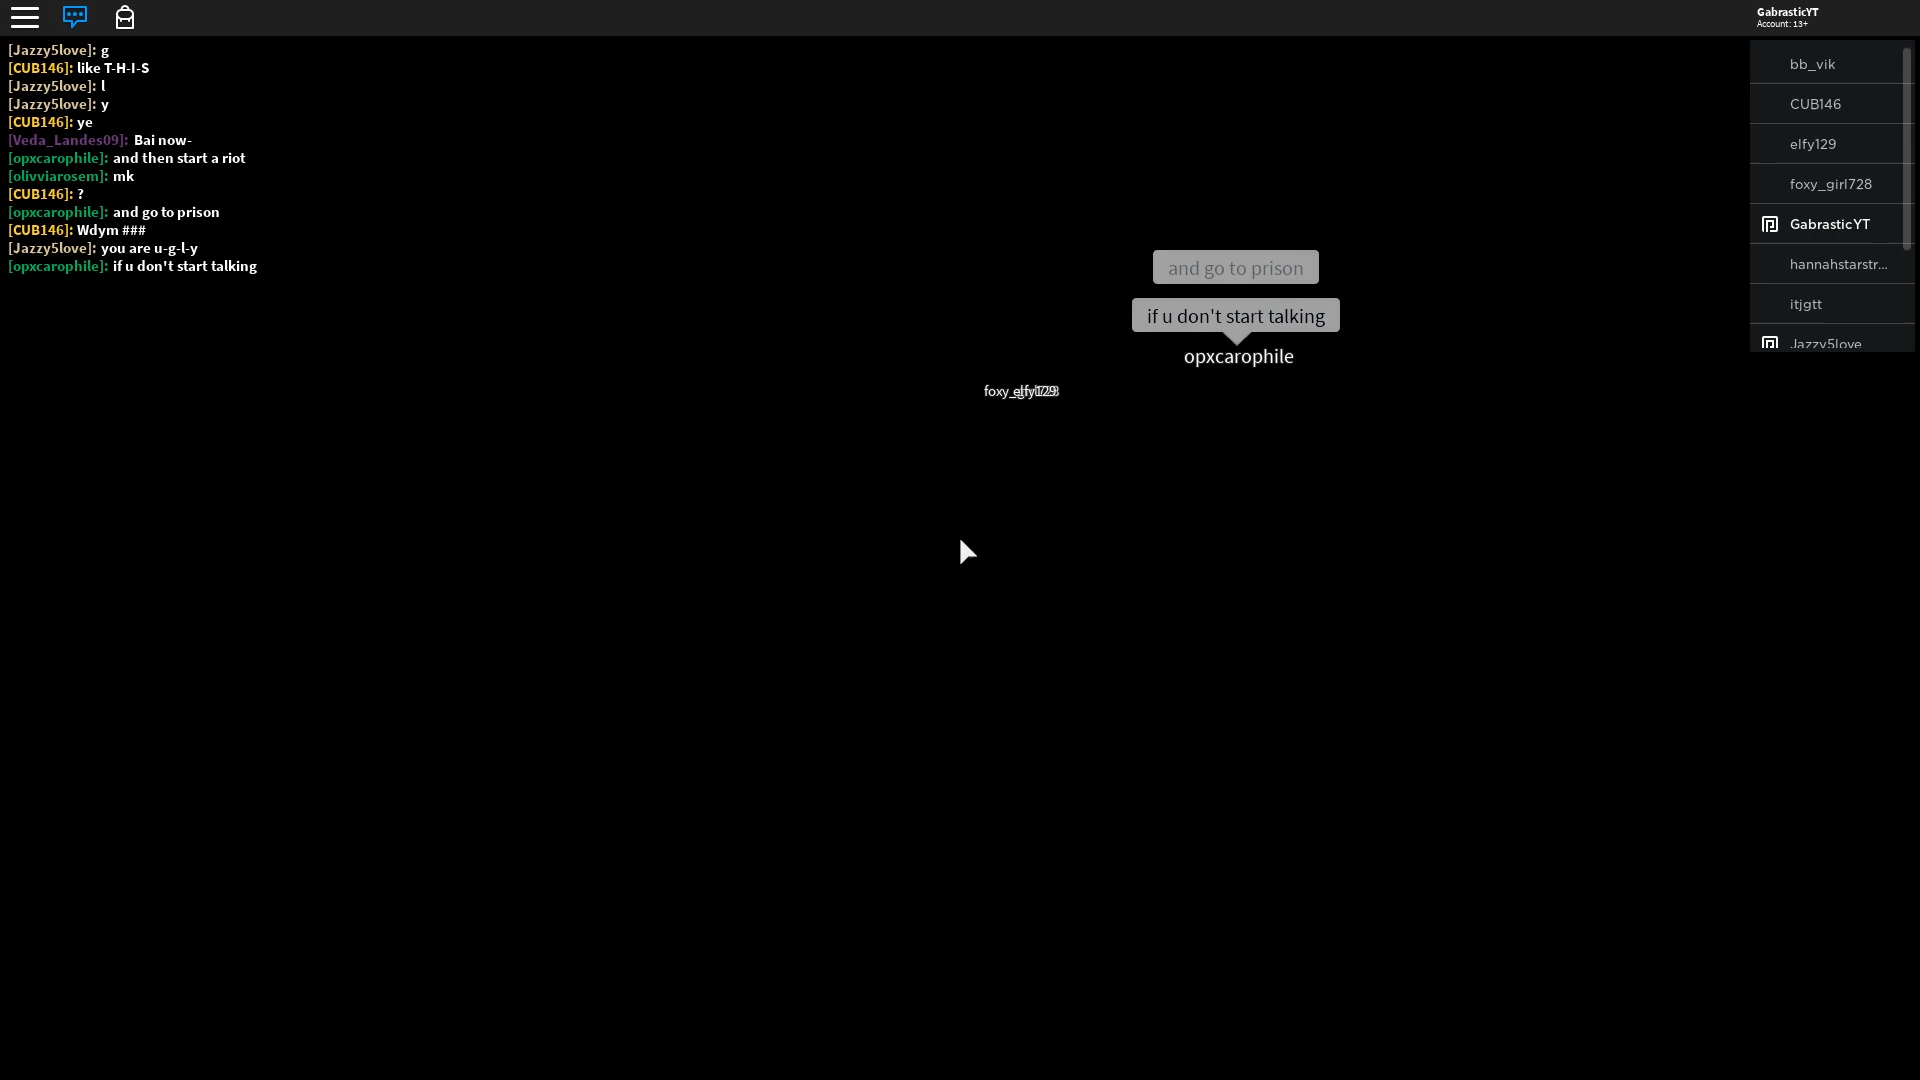 GabrasticYT
Account: 13+
[Jazzy5love]: g
[CUB146]: like T-H-I-S
[Jazzy5love]: l
[Jazzy5love]: y
[CUB146]: ye
[Veda_Landes09]: Bai now-
[opxcarophile]: and then start a riot
[olivviarosem]: mk
[CUB146]: ?
[opxcarophile]: and go to prison
[CUB146]: Wdym ###
[Jazzy5love]: you are u-g-l-y
[opxcarophile]: if u don't start talking
bb_vik
CUB146
elfy129
foxy_girl728
GabrasticYT
hannahstarstr...
itjgtt
Jazzy5love
and go to prison
if u don't start talking
opxcarophile